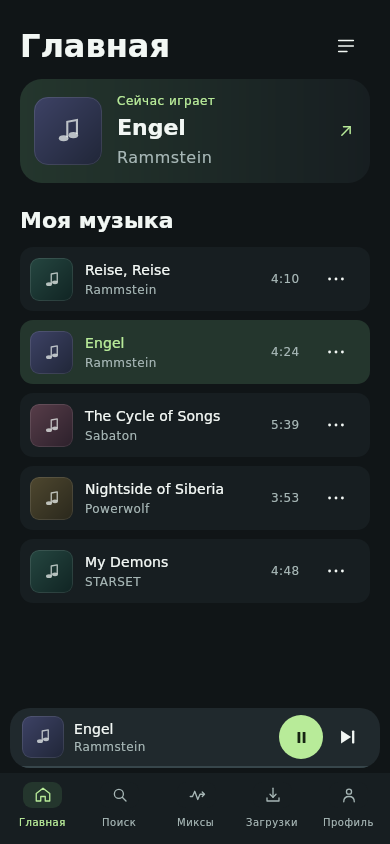 Главная
Сейчас играет
Engel
Rammstein
Моя музыка
Reise, Reise
Rammstein
4:10
Engel
Rammstein
4:24
The Cycle of Songs
Sabaton
5:39
Nightside of Siberia
Powerwolf
3:53
My Demons
STARSET
4:48
Engel
Rammstein
Главная
Поиск
Миксы
Загрузки
Профиль